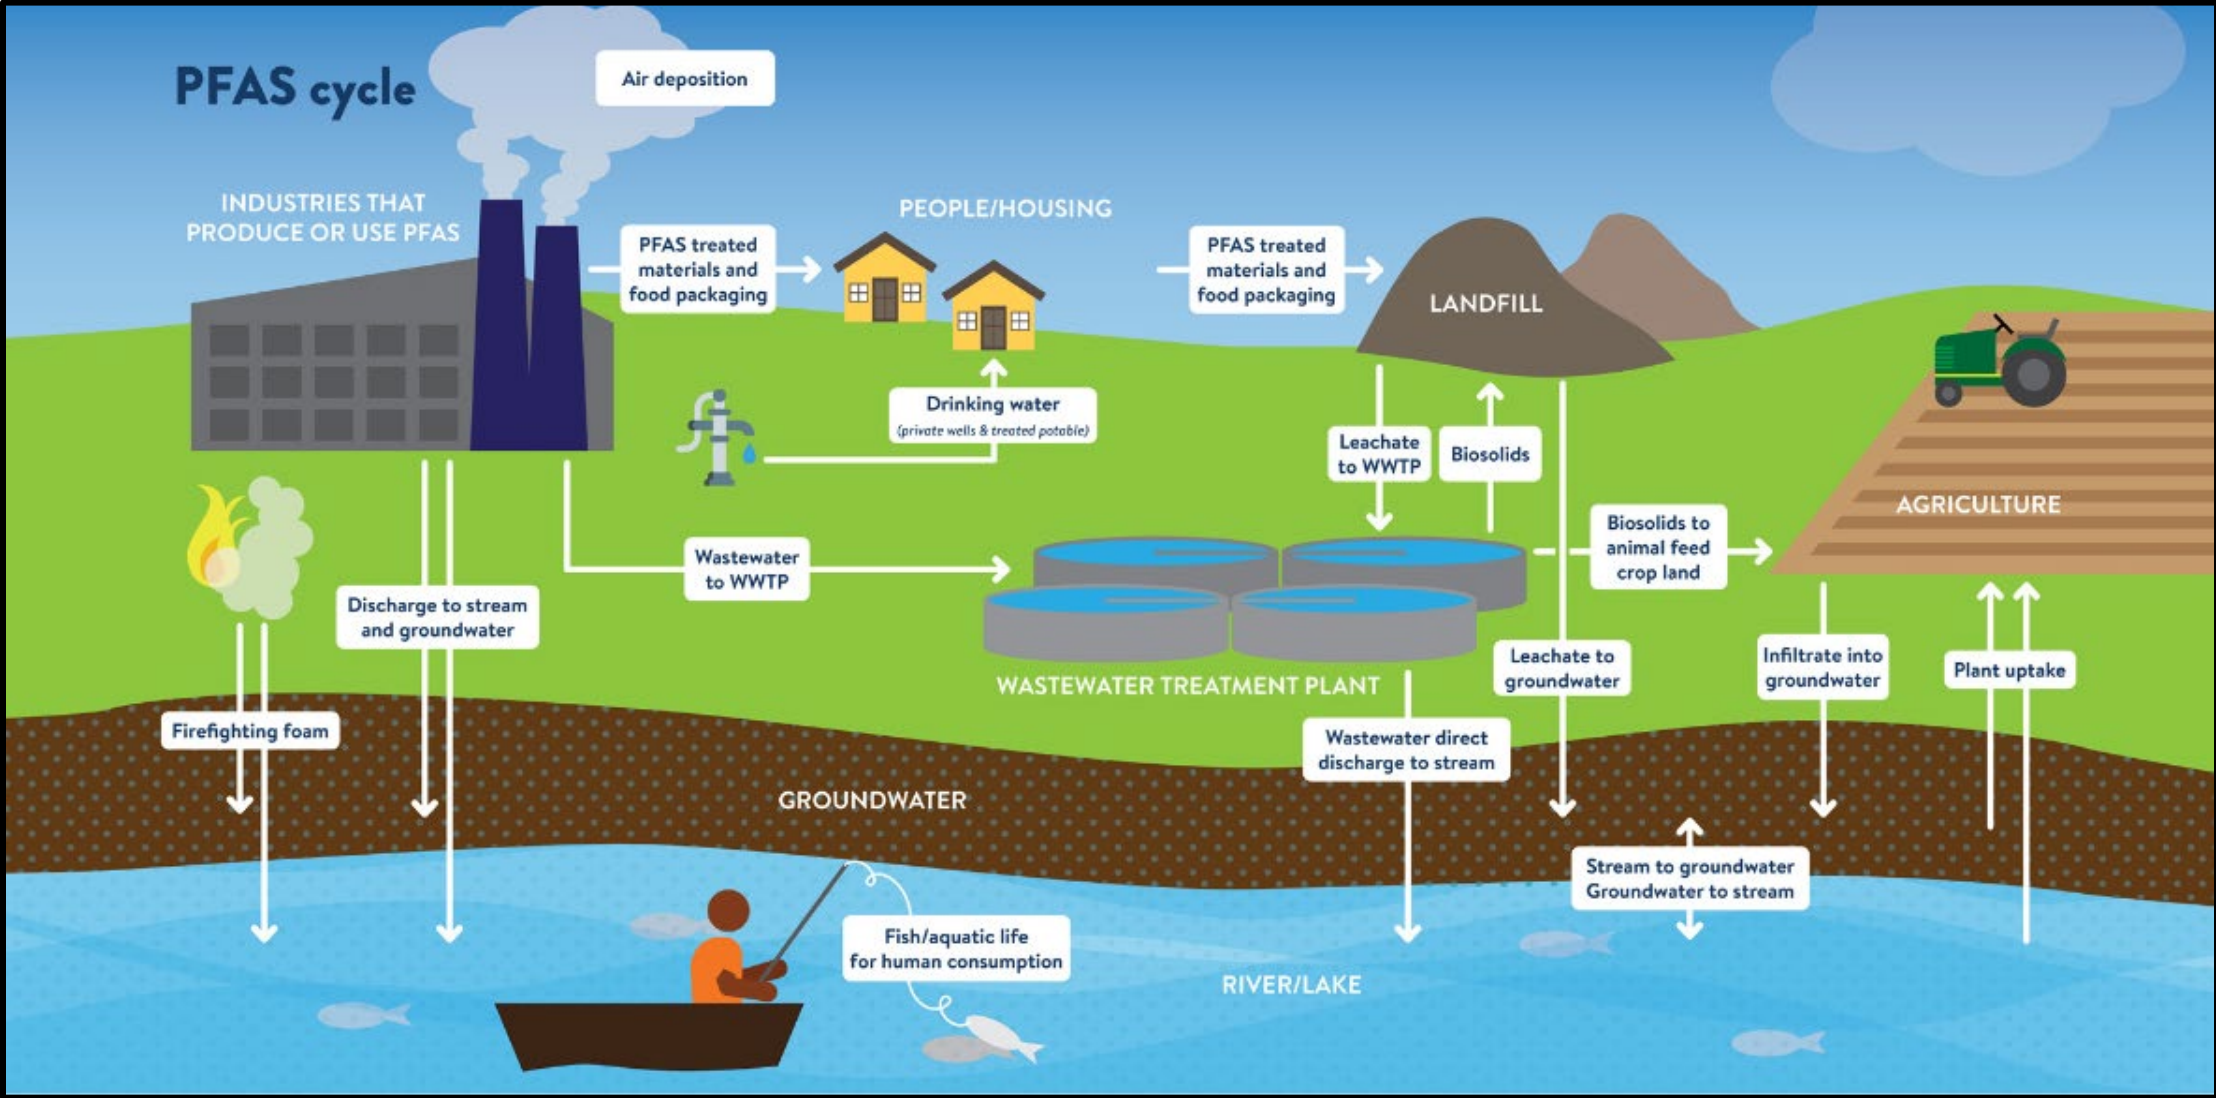 PFAS cycle
Air deposition
INDUSTRIES THAT
PRODUCE OR USE PFAS
PFAS treated
materials and
food packaging
PEOPLE/HOUSING
PFAS treated
materials and
food packaging
LANDFILL
Drinking water
(private wells & treated potable)
Leachate
to WWTP
Biosolids
AGRICULTURE
Biosolids to
animal feed
crop land
Wastewater
to WWTP
Discharge to stream
and groundwater
Leachate to
groundwater
Infiltrate into
groundwater
Plant uptake
WASTEWATER TREATMENT PLANT
Firefighting foam
Wastewater direct
discharge to stream
GROUNDWATER
Stream to groundwater
Groundwater to stream
Fish/aquatic life
for human consumption
RIVER/LAKE